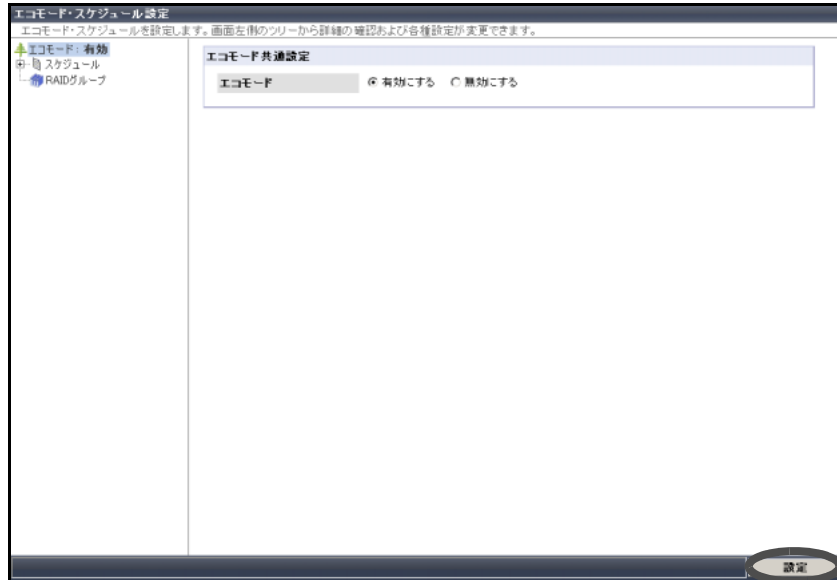 エコモード・スケジュール設定
エコモード・スケジュールを設定します。画面左側のツリーから詳細の確認および各種設定が変更できます。
エコモード：有効
スケジュール
RAIDグループ
エコモード共通設定
エコモード 有効にする 無効にする
設定